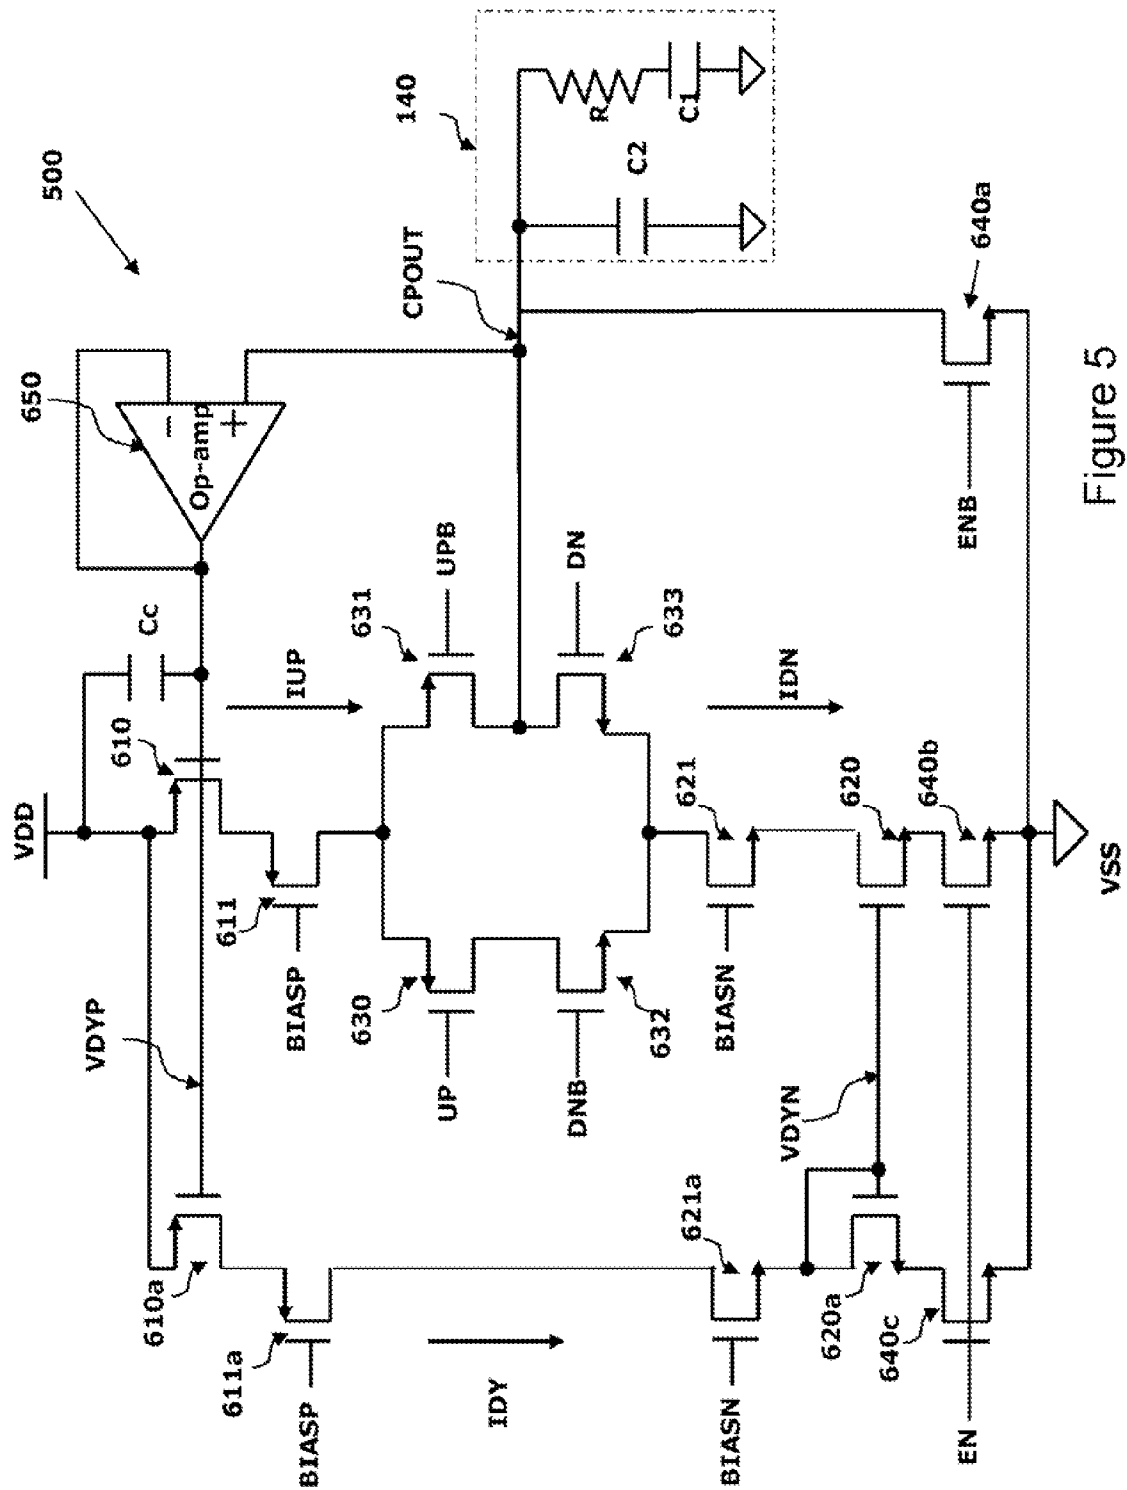 500
650
Op-amp
-
+
140
R
C1
C2
CPOUT
640a
ENB
Cc
VDD
610
IUP
631
UPB
DN
633
IDN
VDYP
611
BIASP
630
UP
DNB
632
621
BIASN
620
640b
VSS
VDYN
610a
611a
BIASP
IDY
621a
BIASN
620a
640c
EN
Figure 5